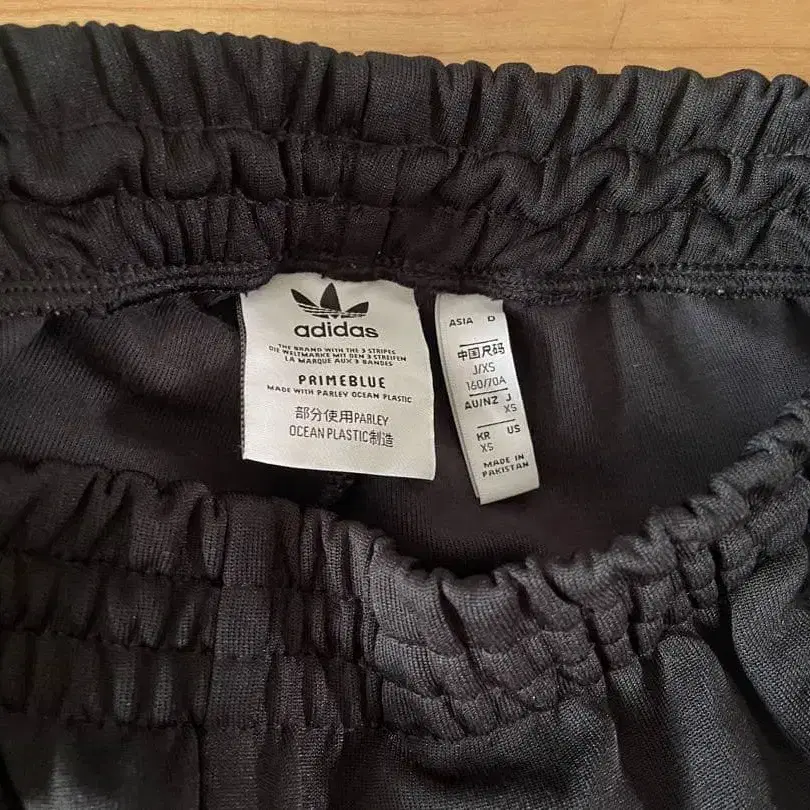 adidas
THE BRAND WITH THE 3 STRIPES
DIE WELTMARKE MIT DEN 3 STREIFEN
LA MARQUE AUX 3 BANDES
PRIMEBLUE
MADE WITH PARLEY OCEAN PLASTIC
部分使用PARLEY
OCEAN PLASTIC制造
ASIA D
中国尺码
J/XS
160/70A
AU/NZ J
XS
KR US
XS
MADE IN
PAKISTAN